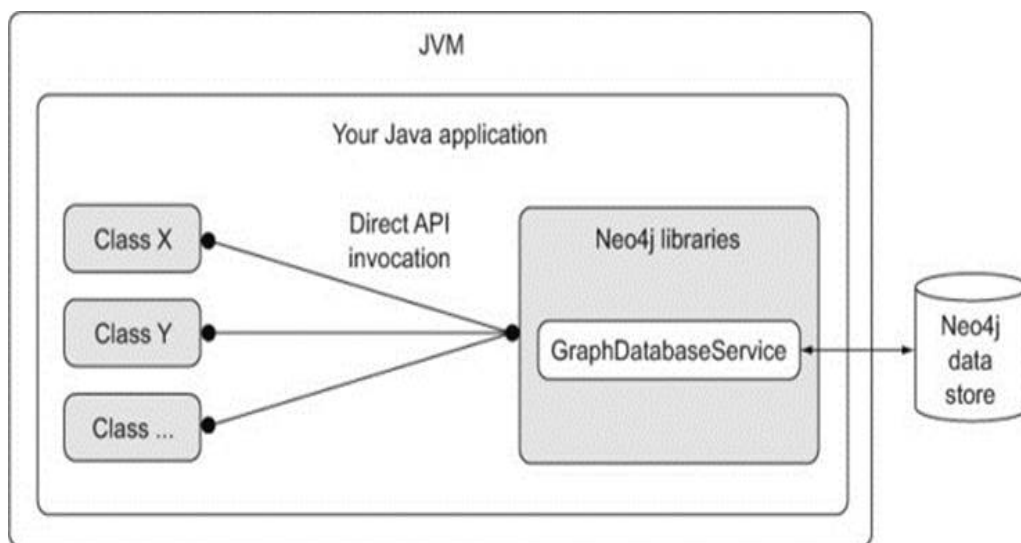 JVM
Your Java application
Class X
Direct API
invocation
Neo4j libraries
Class Y
GraphDatabaseService
Class ...
Neo4j
data
store